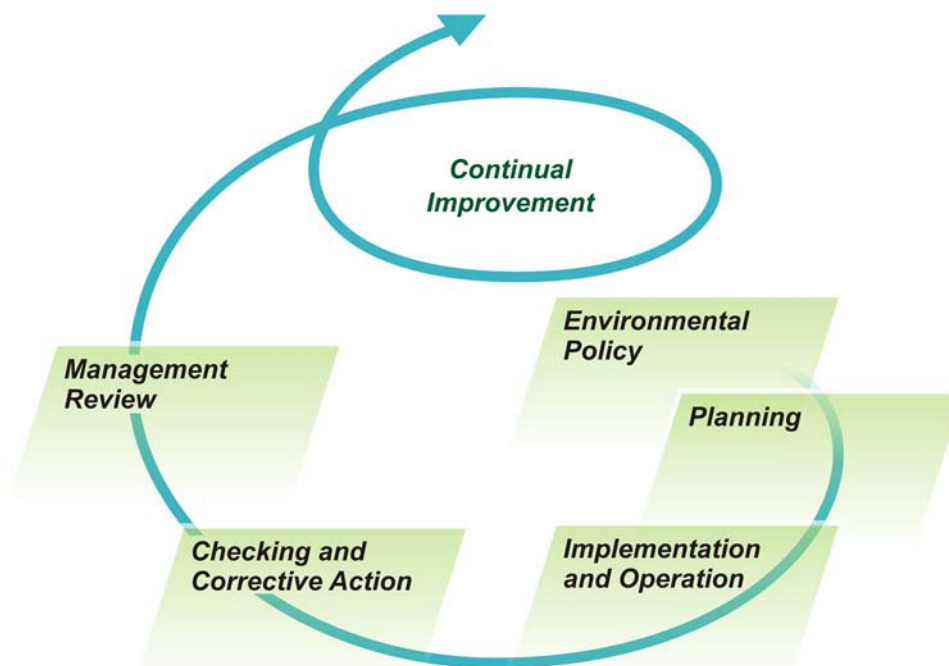 Continual
Improvement
Environmental
Policy
Management
Review
Planning
Checking and
Corrective Action
Implementation
and Operation